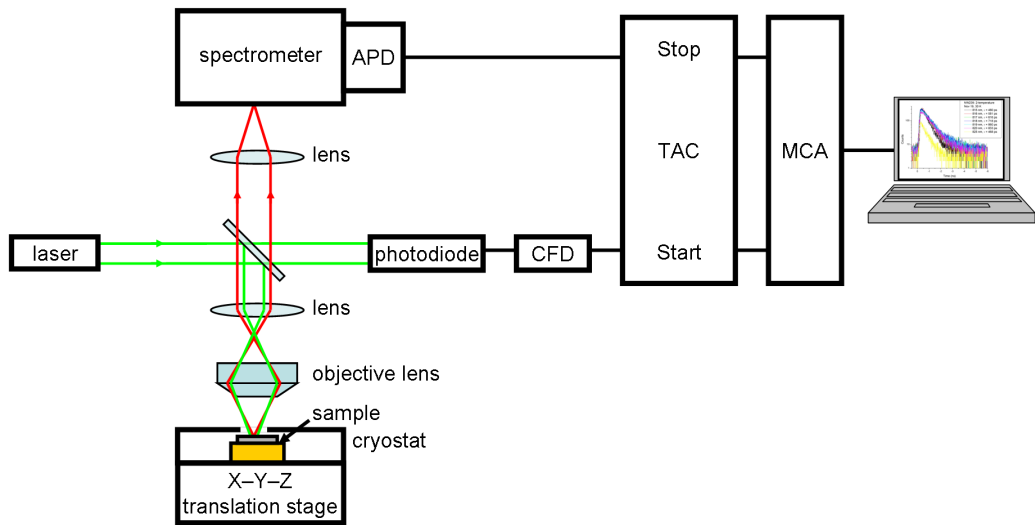 spectrometer
APD
Stop
lens
TAC
MCA
laser
photodiode
CFD
Start
lens
objective lens
sample
cryostat
X–Y–Z
translation stage